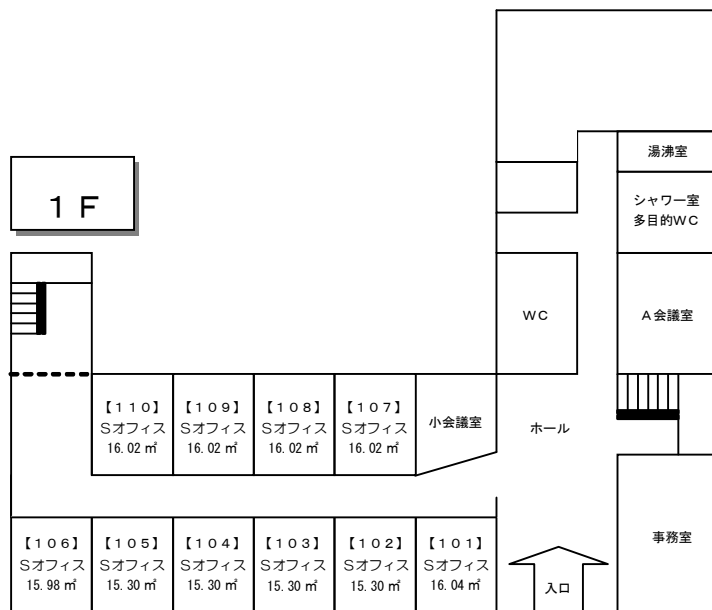 湯沸室
１Ｆ
シャワー室
多目的ＷＣ
ＷＣ
Ａ会議室
【１１０】
Ｓオフィス
16.02㎡
【１０９】
Ｓオフィス
16.02㎡
【１０８】
Ｓオフィス
16.02㎡
【１０７】
Ｓオフィス
16.02㎡
小会議室
ホール
【１０６】
Ｓオフィス
15.98㎡
【１０５】
Ｓオフィス
15.30㎡
【１０４】
Ｓオフィス
15.30㎡
【１０３】
Ｓオフィス
15.30㎡
【１０２】
Ｓオフィス
15.30㎡
【１０１】
Ｓオフィス
16.04㎡
入口
事務室